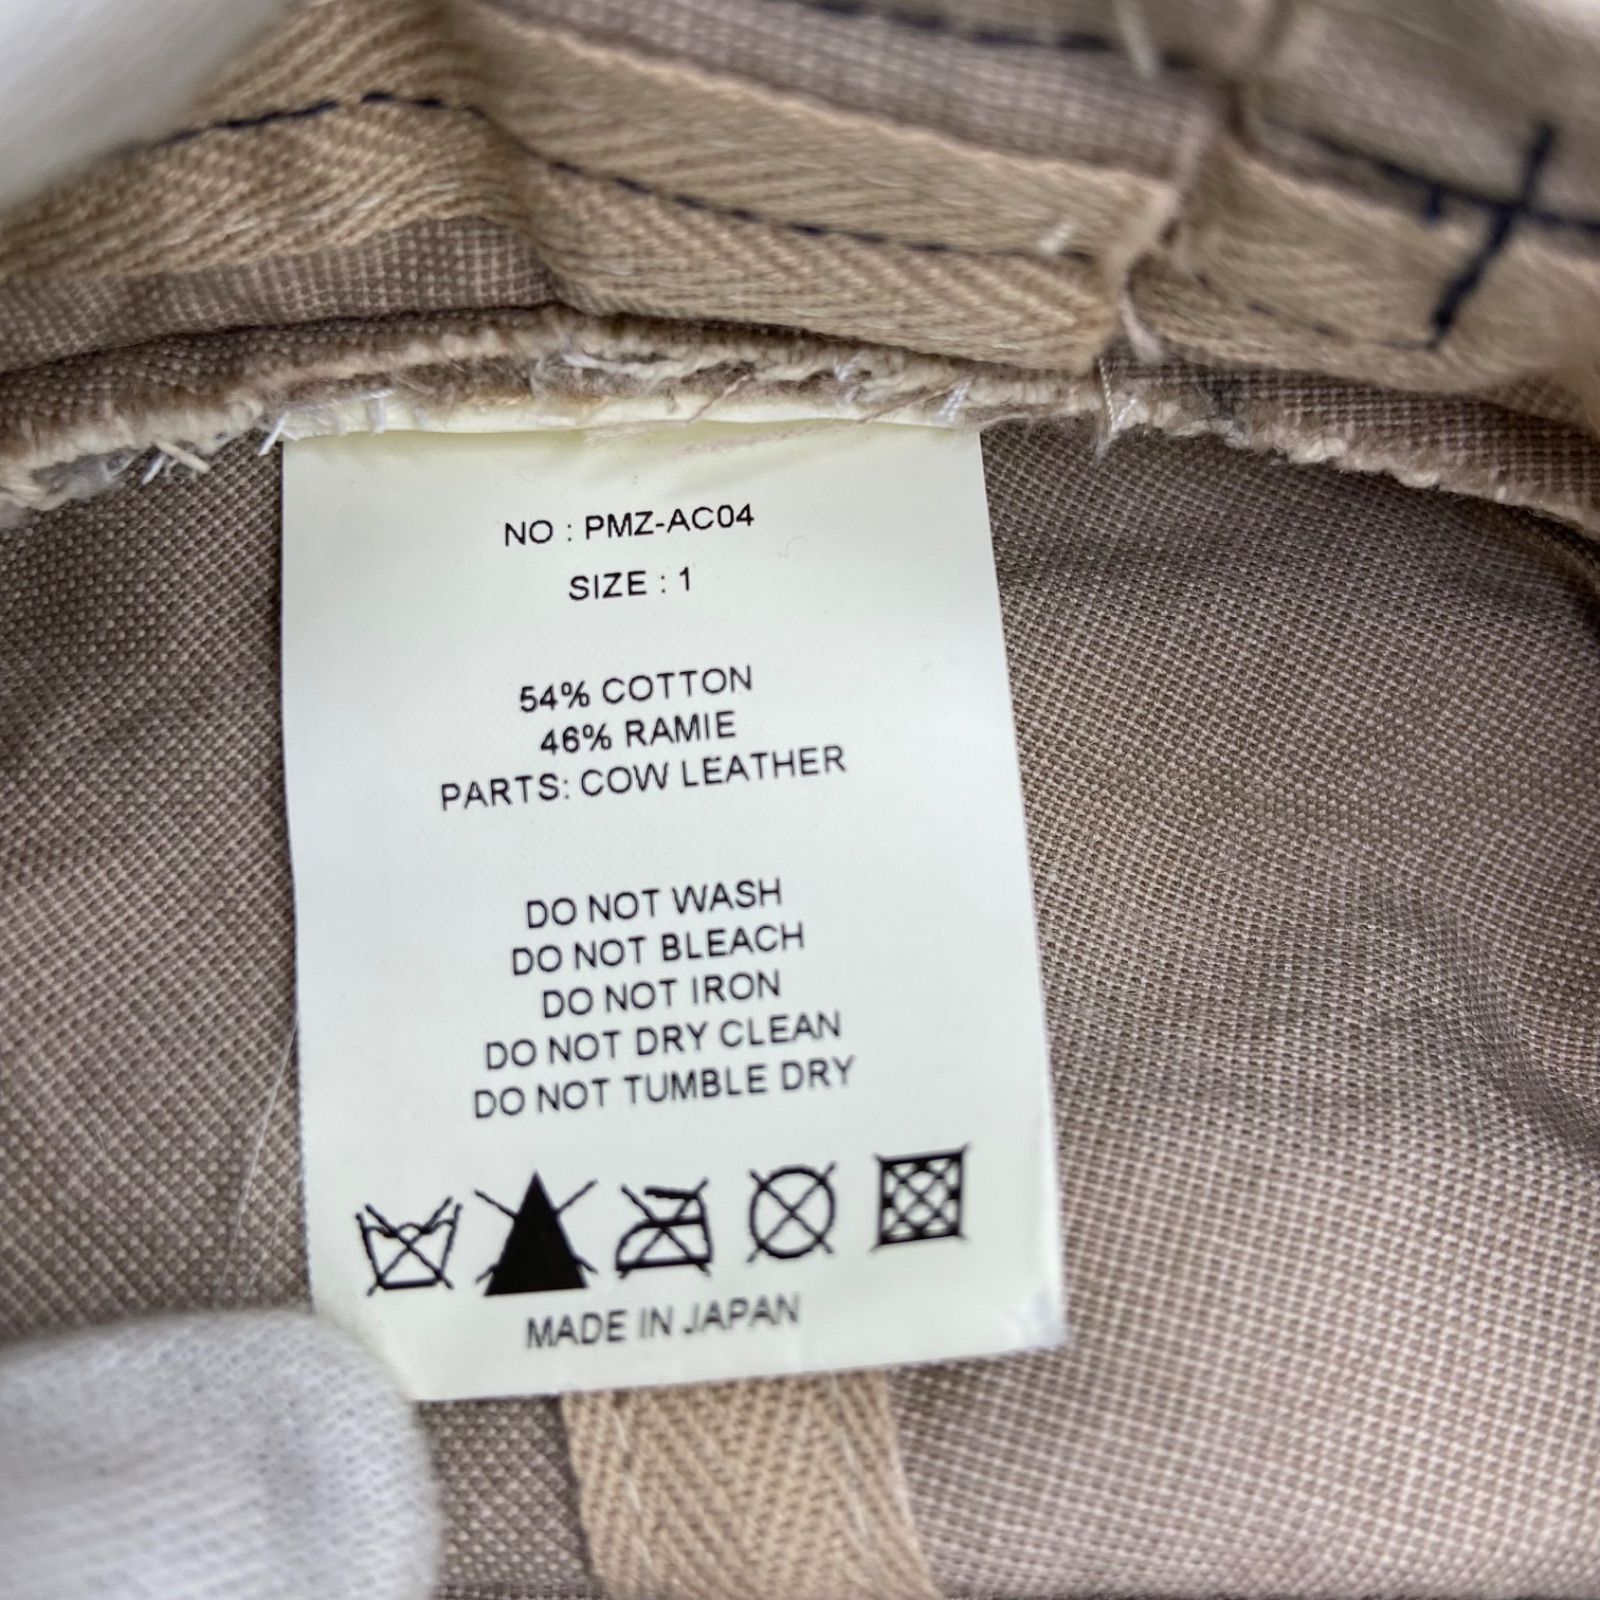 NO : PMZ-AC04
SIZE : 1
54% COTTON
46% RAMIE
PARTS: COW LEATHER
DO NOT WASH
DO NOT BLEACH
DO NOT IRON
DO NOT DRY CLEAN
DO NOT TUMBLE DRY
MADE IN JAPAN